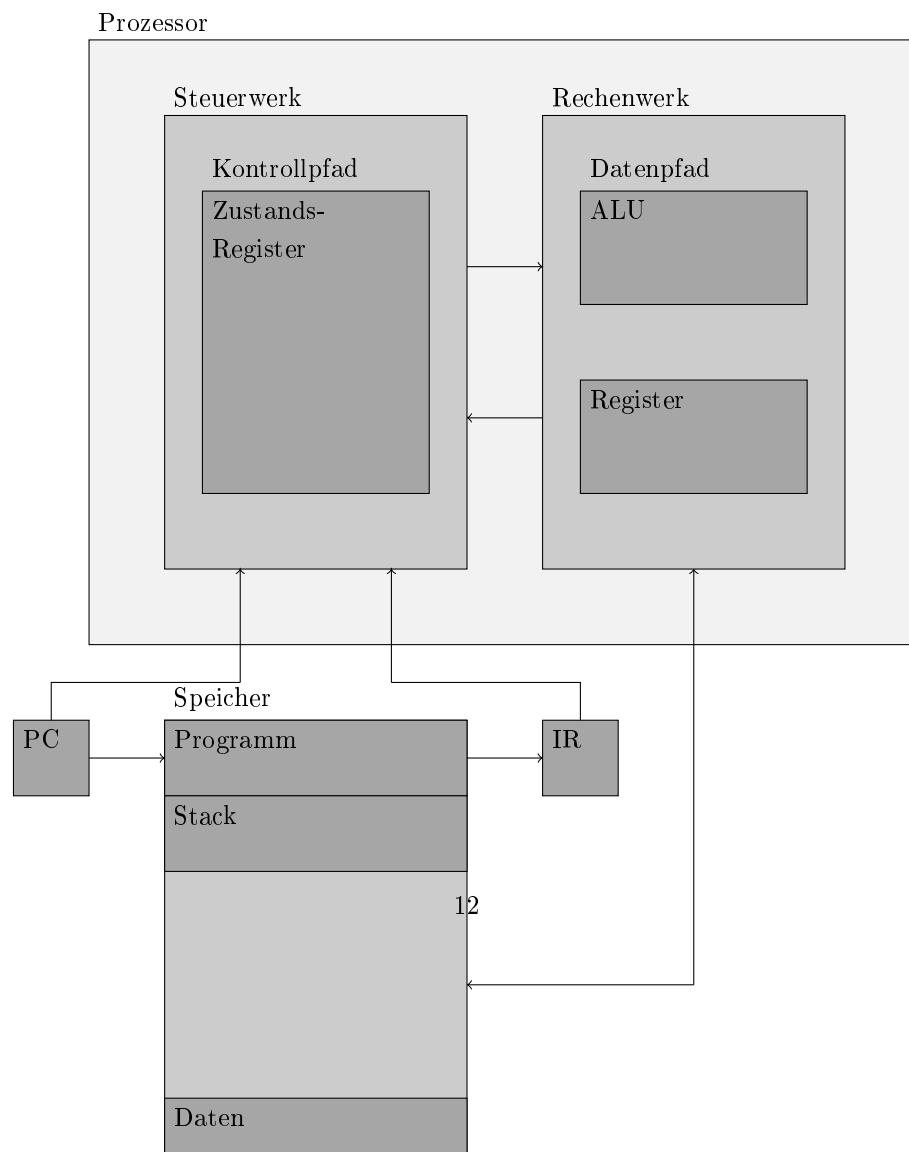 Prozessor
Steuerwerk
Rechenwerk
Kontrollpfad
Datenpfad
Zustands-
Register
ALU
Register
Speicher
PC
Programm
IR
Stack
12
Daten